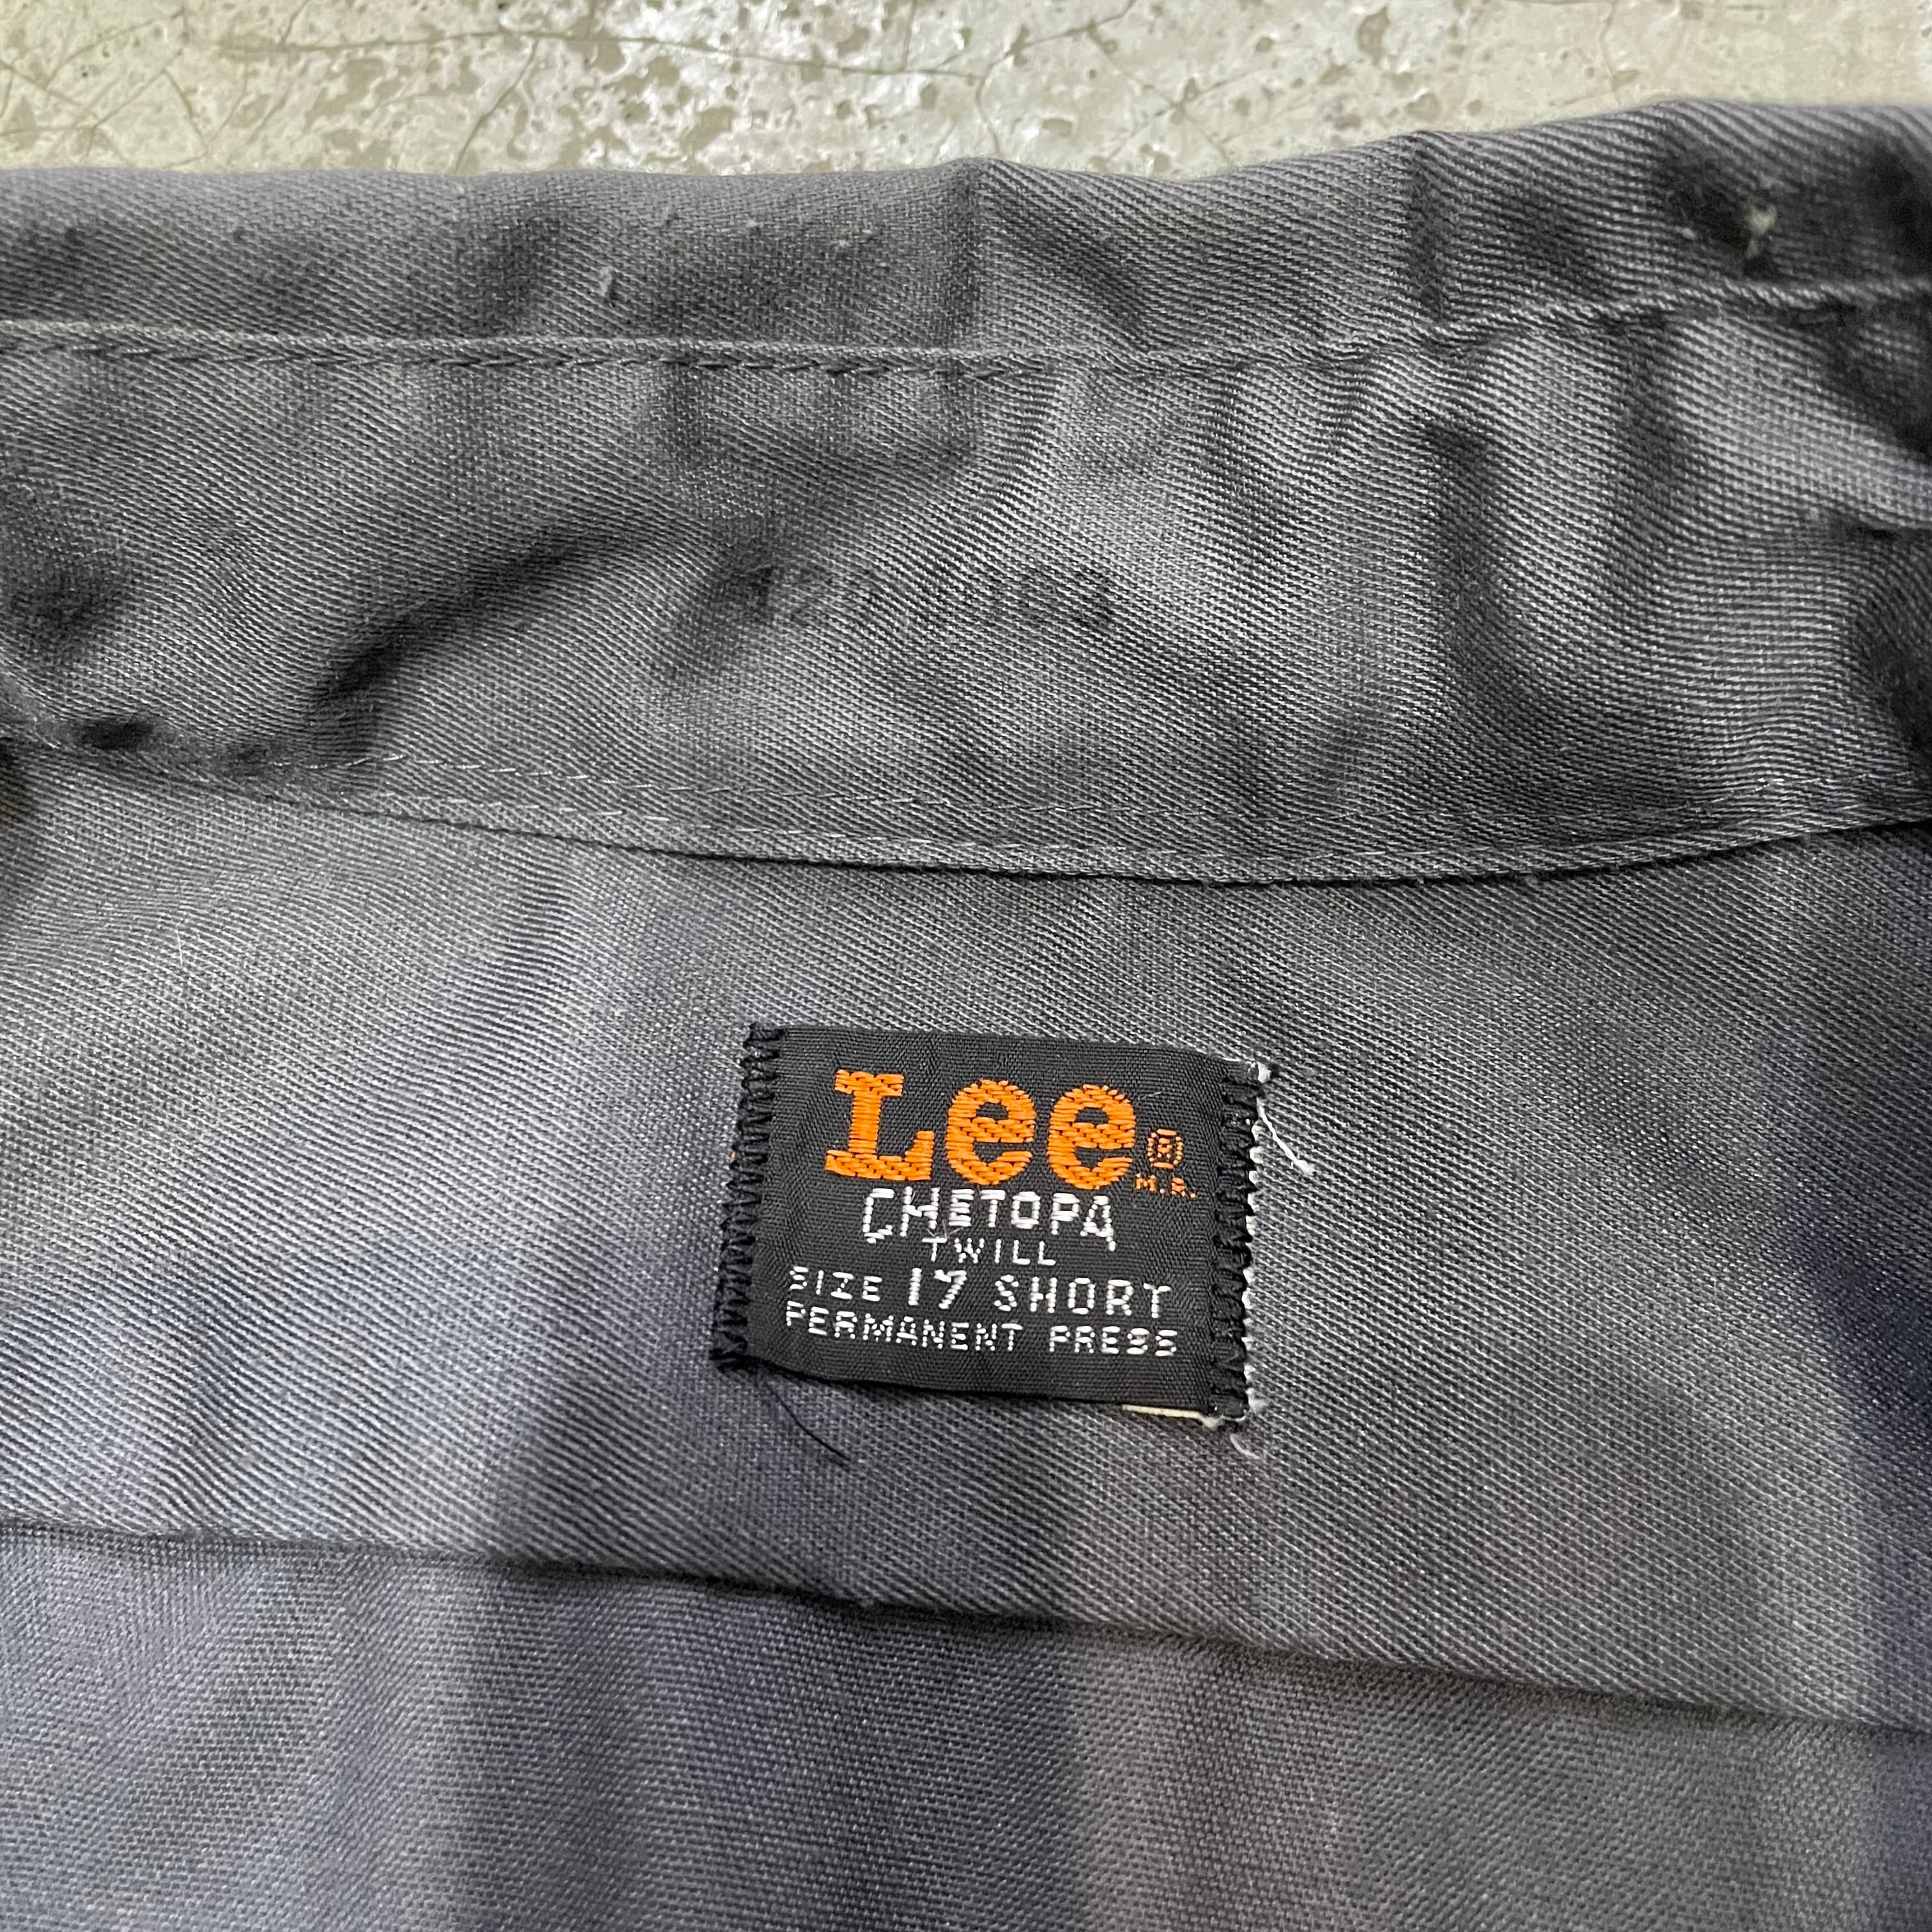 Lee®
M.R.
CHETOPA
TWILL
SIZE 17 SHORT
PERMANENT PRESS